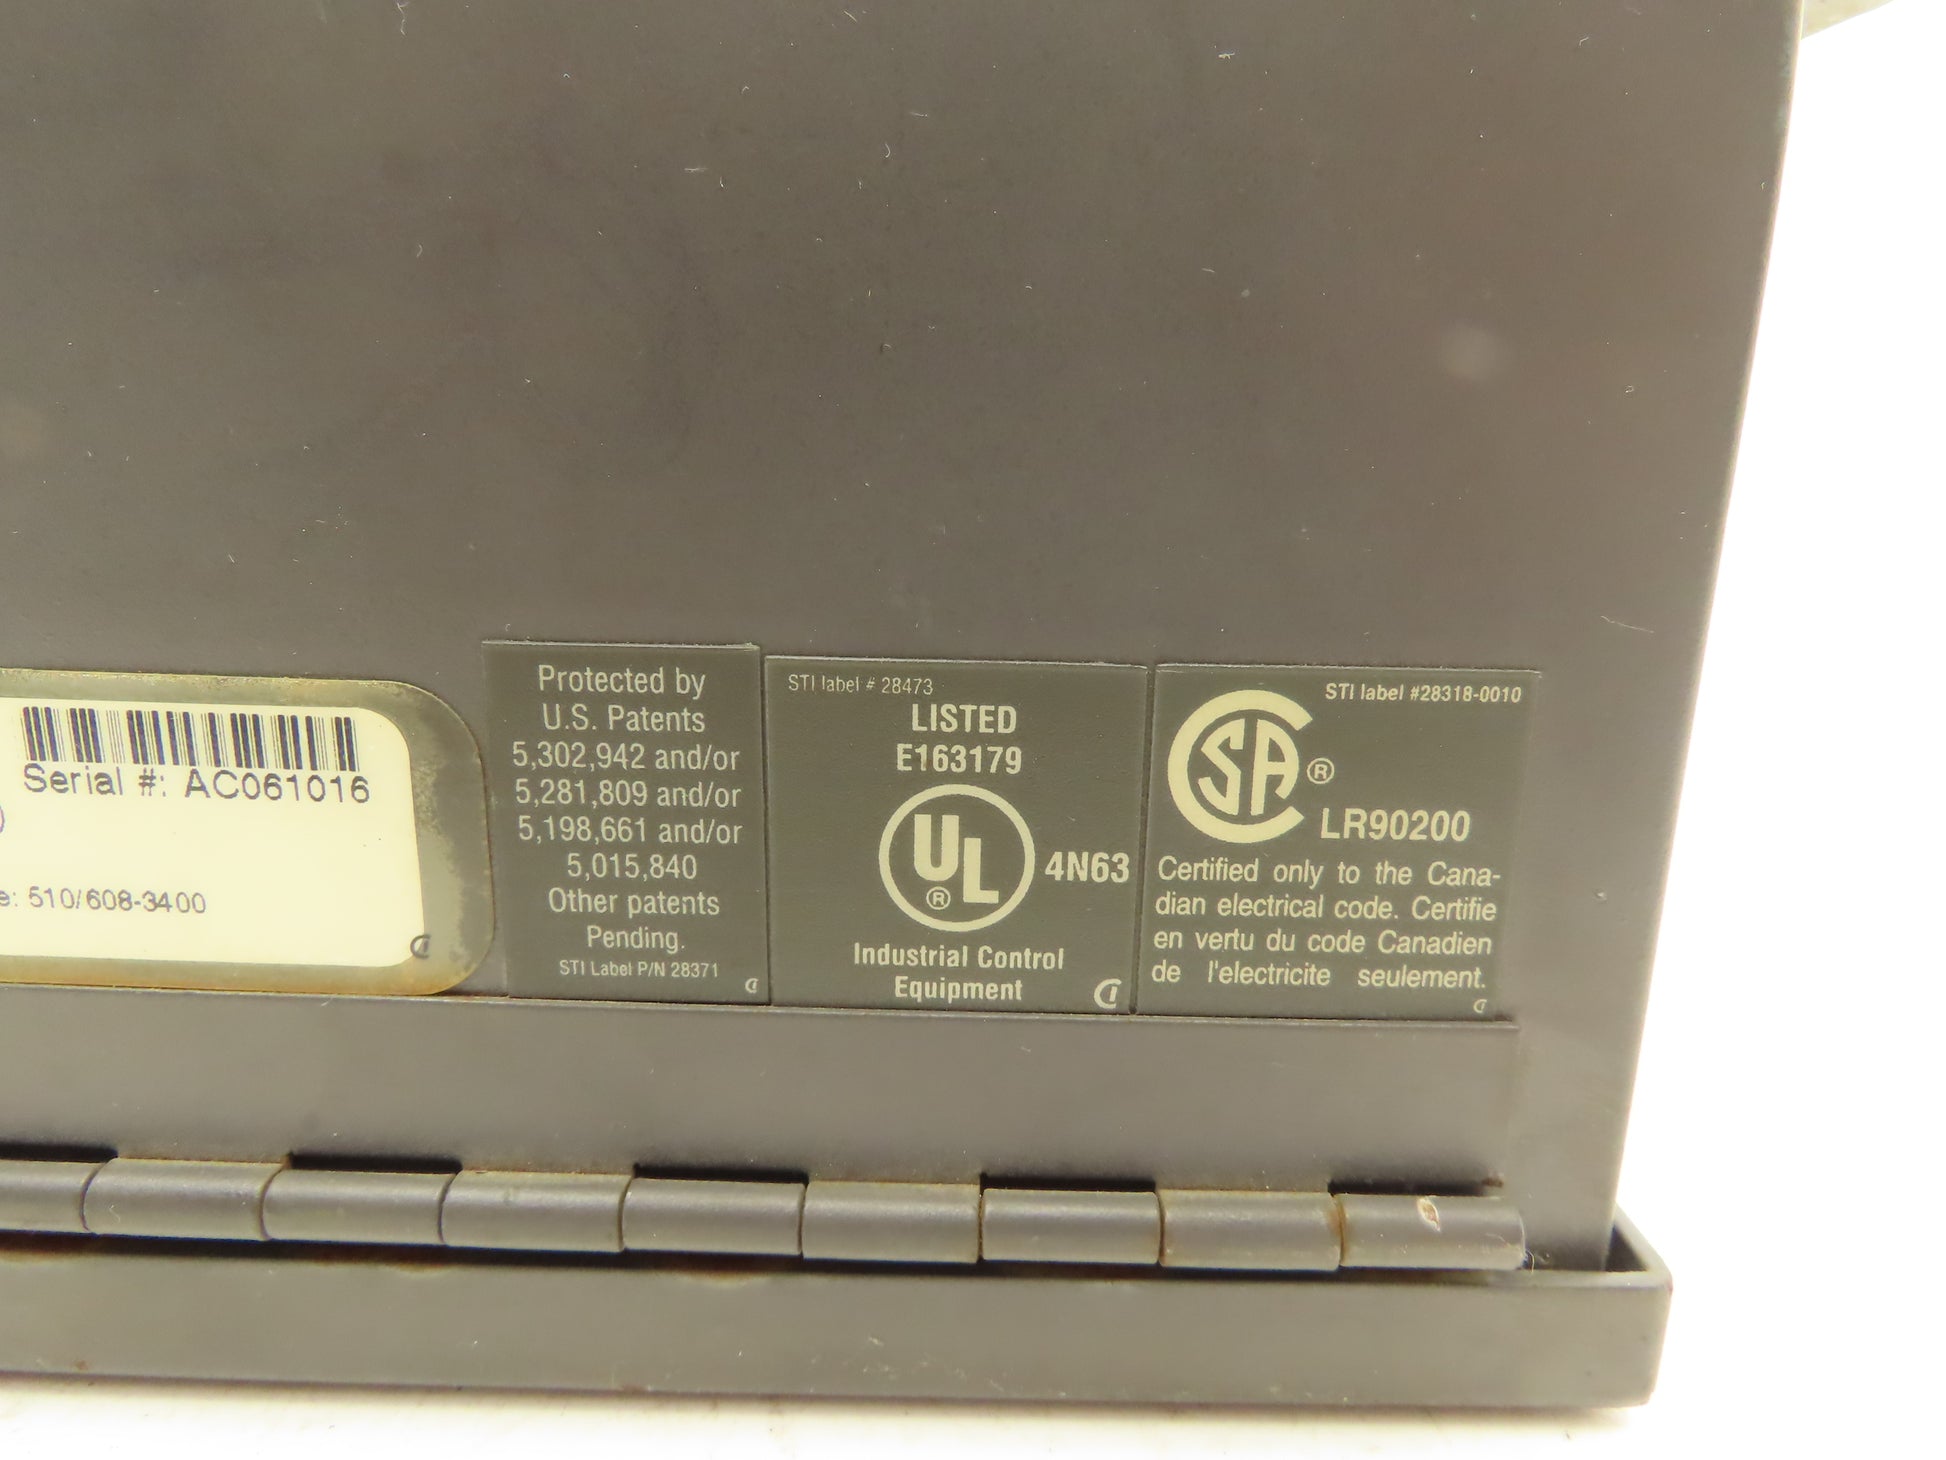 Serial #: AC061016
510/608-3400
Protected by
U.S. Patents
5,302,942 and/or
5,281,809 and/or
5,198,661 and/or
5,015,840
Other patents
Pending.
STI Label P/N 28371
STI label # 28473
LISTED
E163179
UL
®
4N63
Industrial Control
Equipment
STI label #28318-0010
CSA ®
LR90200
Certified only to the Cana-
dian electrical code. Certifie
en vertu du code Canadien
de l'electricite seulement.